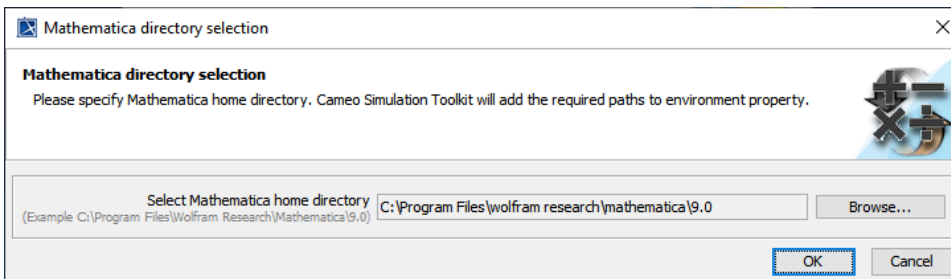 Mathematica directory selection
Mathematica directory selection
Please specify Mathematica home directory. Cameo Simulation Toolkit will add the required paths to environment property.
Select Mathematica home directory
(Example C:\Program Files\Wolfram Research\Mathematica\9.0)
C:\Program Files\wolfram research\mathematica\9.0
Browse...
OK
Cancel